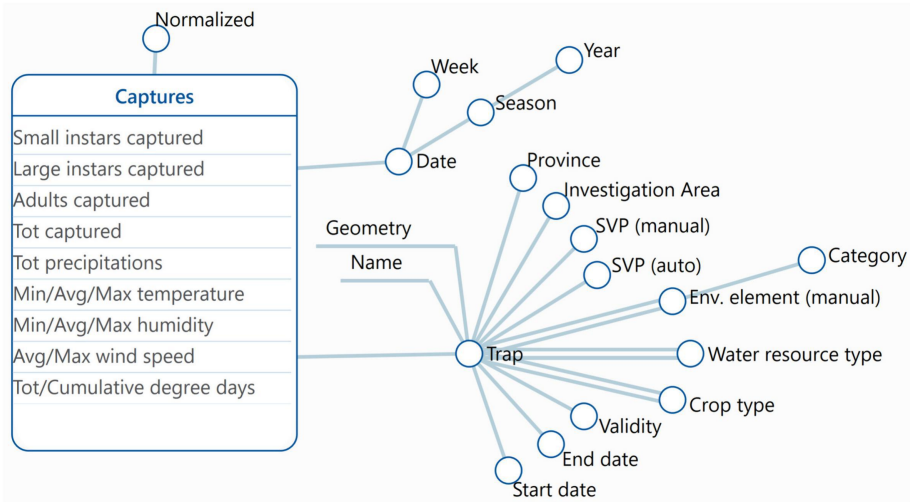 Normalized
Captures
Small instars captured
Large instars captured
Adults captured
Tot captured
Tot precipitations
Min/Avg/Max temperature
Min/Avg/Max humidity
Avg/Max wind speed
Tot/Cumulative degree days
Week
Year
Season
Date
Province
Investigation Area
SVP (manual)
SVP (auto)
Category
Env. element (manual)
Geometry
Name
Trap
Water resource type
Crop type
Validity
End date
Start date